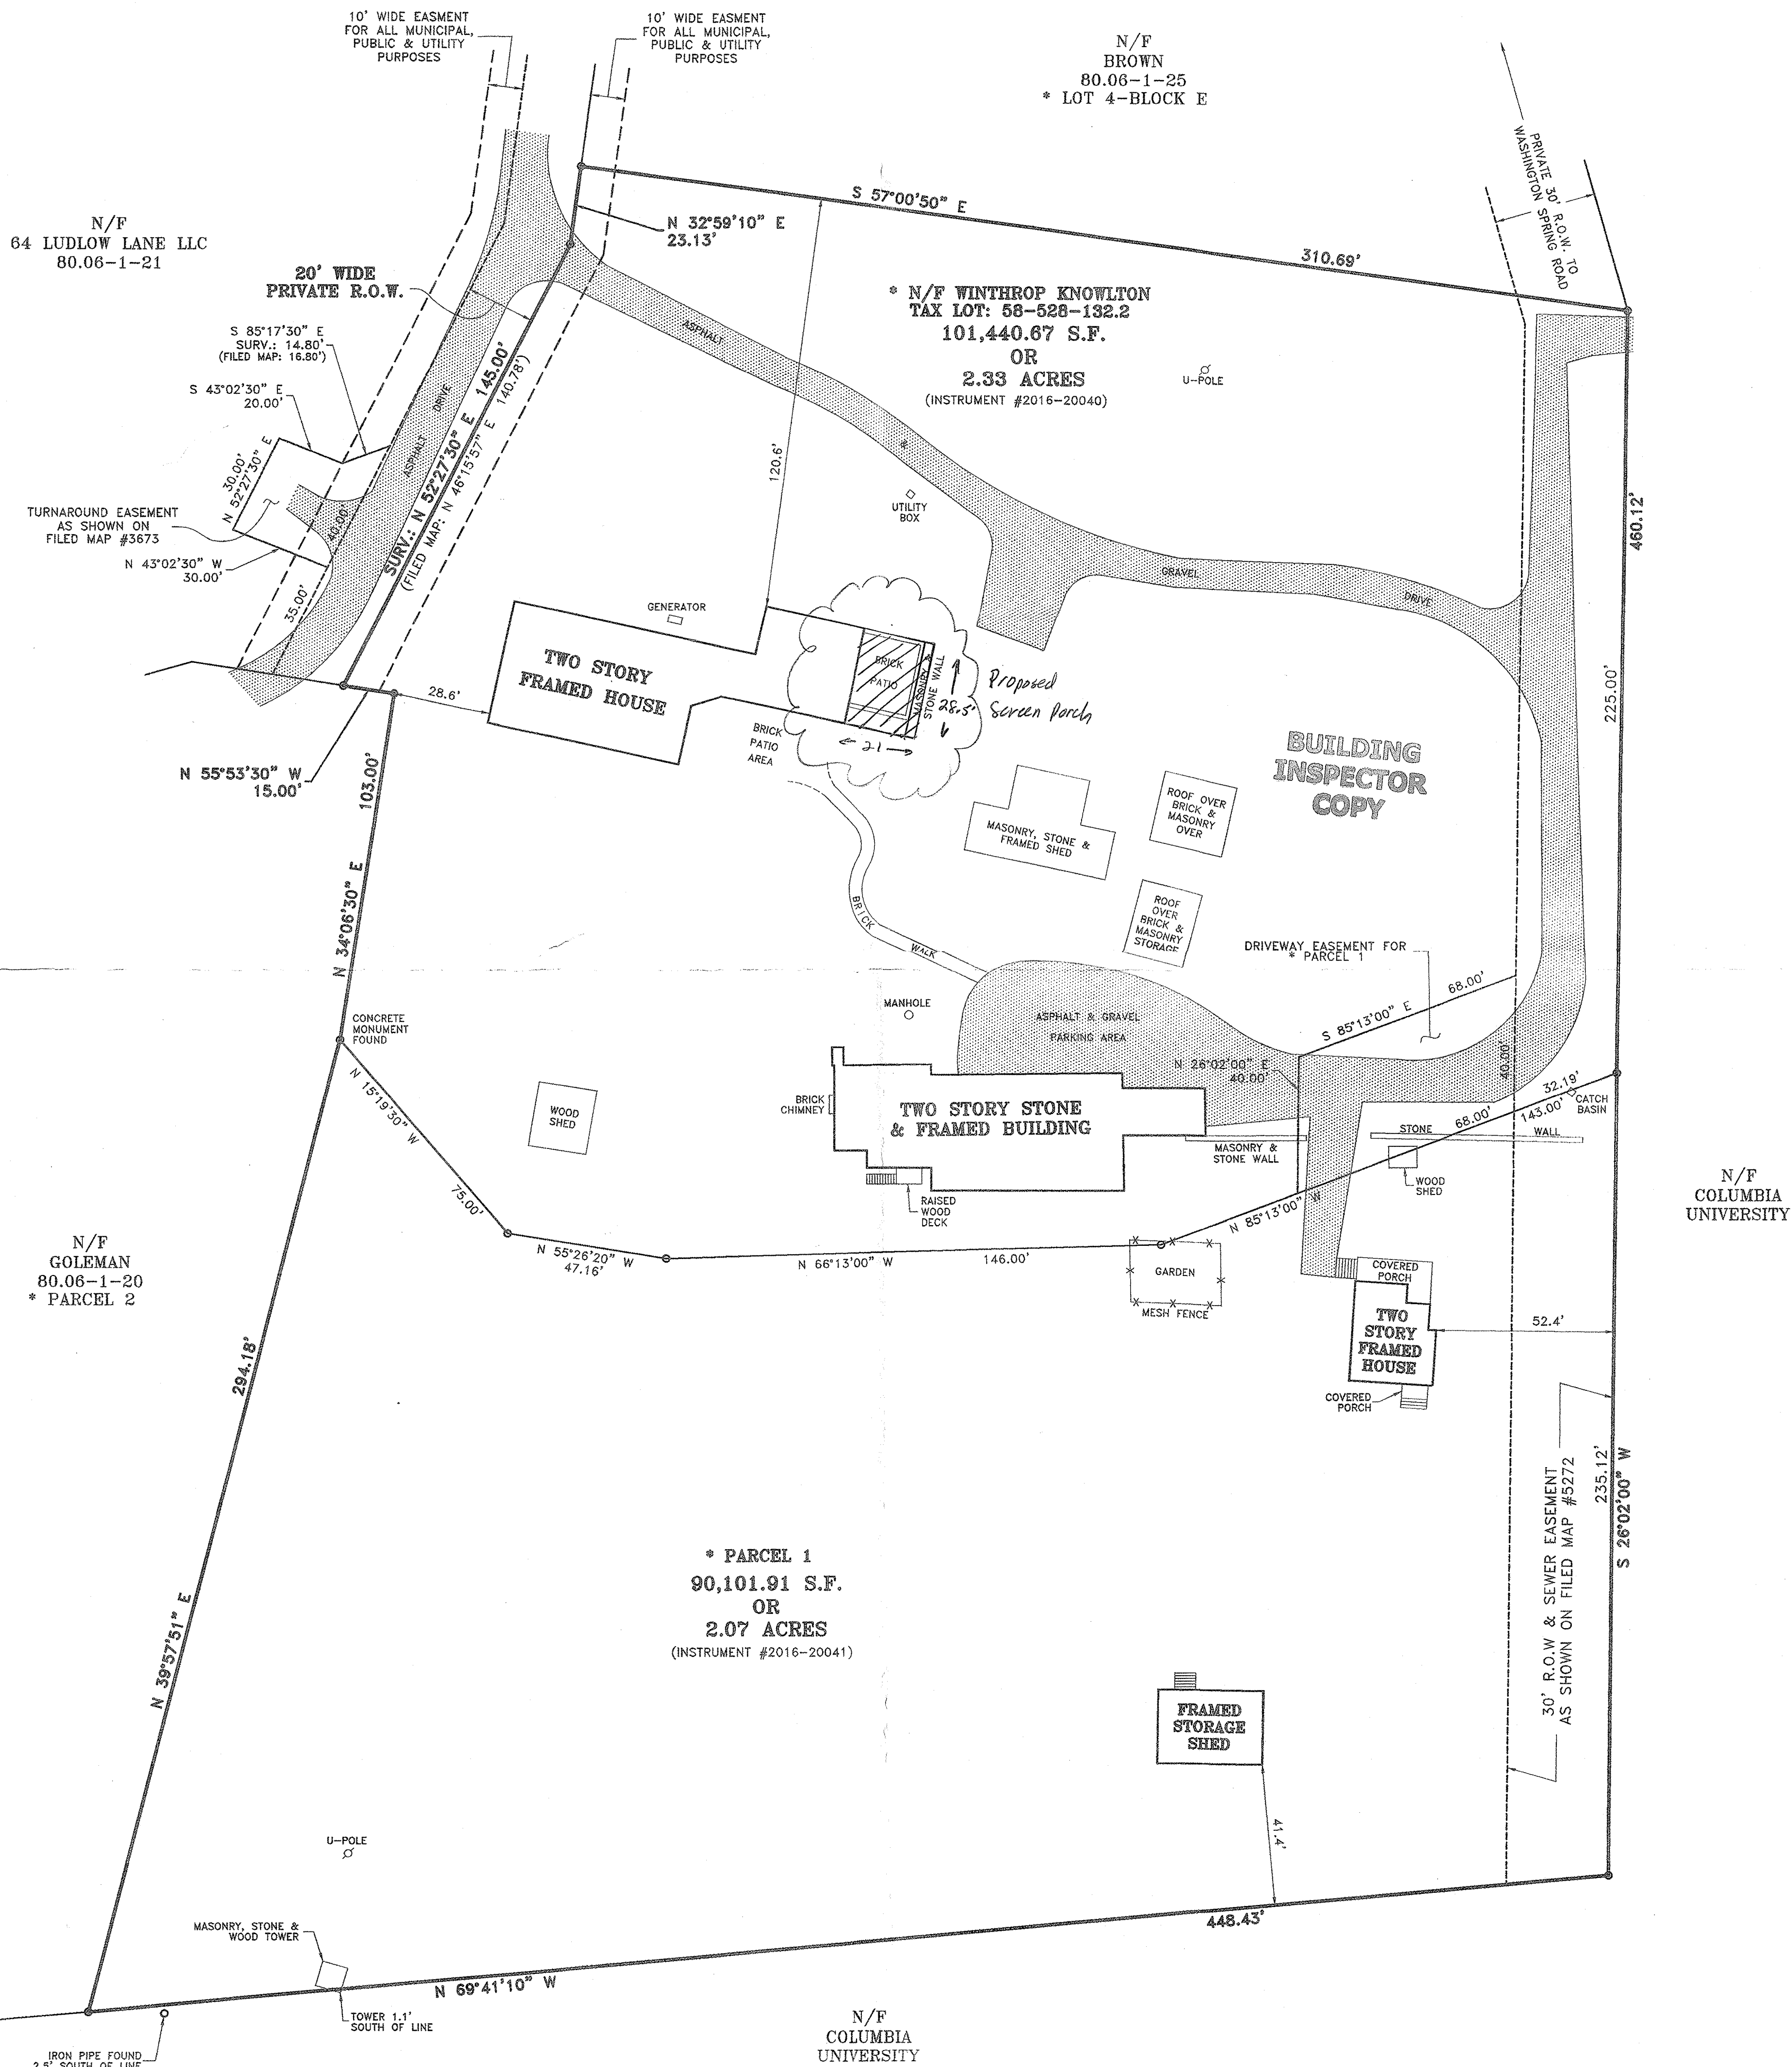 10' WIDE EASMENT
FOR ALL MUNICIPAL,
PUBLIC & UTILITY
PURPOSES
10' WIDE EASMENT
FOR ALL MUNICIPAL,
PUBLIC & UTILITY
PURPOSES
N/F
BROWN
80.06-1-25
* LOT 4-BLOCK E
PRIVATE 30' R.O.W. TO
WASHINGTON SPRING ROAD
N/F
64 LUDLOW LANE LLC
80.06-1-21
N 32°59'10" E
23.13'
S 57°00'50" E
310.69'
20' WIDE
PRIVATE R.O.W.
* N/F WINTHROP KNOWLTON
TAX LOT: 58-528-132.2
101,440.67 S.F.
OR
2.33 ACRES
(INSTRUMENT #2016-20040)
U-POLE
S 85°17'30" E
SURV.: 14.80'
(FILED MAP: 16.80')
S 43°02'30" E
20.00'
30.00'
N 52°27'30" E
TURNAROUND EASEMENT
AS SHOWN ON
FILED MAP #3673
N 43°02'30" W
30.00'
40.00'
35.00'
ASPHALT
DRIVE
SURV.: N 52°27'30" E 145.00'
(FILED MAP: N 46°15'57" E 140.78')
ASPHALT
&
GRAVEL
DRIVE
120.6'
UTILITY
BOX
460.12'
225.00'
GENERATOR
TWO STORY
FRAMED HOUSE
28.6'
BRICK
PATIO
MASONRY
STONE WALL
28.5'
21
Proposed
Screen Porch
BRICK
PATIO
AREA
N 55°53'30" W
15.00'
103.00'
N 34°06'30" E
BUILDING
INSPECTOR
COPY
MASONRY, STONE &
FRAMED SHED
ROOF OVER
BRICK &
MASONRY
OVER
ROOF
OVER
BRICK &
MASONRY
STORAGE
BRICK
WALK
DRIVEWAY EASEMENT FOR
* PARCEL 1
68.00'
S 85°13'00" E
CONCRETE
MONUMENT
FOUND
MANHOLE
ASPHALT & GRAVEL
PARKING AREA
N 26°02'00" E
40.00'
40.00'
N 15°19'30" W
75.00'
WOOD
SHED
BRICK
CHIMNEY
TWO STORY STONE
& FRAMED BUILDING
MASONRY &
STONE WALL
RAISED
WOOD
DECK
32.19'
143.00'
68.00'
CATCH
BASIN
STONE
WALL
WOOD
SHED
N 85°13'00" W
N 55°26'20" W
47.16'
N 66°13'00" W
146.00'
GARDEN
MESH FENCE
COVERED
PORCH
TWO
STORY
FRAMED
HOUSE
COVERED
PORCH
52.4'
N/F
COLUMBIA
UNIVERSITY
N/F
GOLEMAN
80.06-1-20
* PARCEL 2
294.18'
N 39°57'51" E
30' R.O.W & SEWER EASEMENT
AS SHOWN ON FILED MAP #5272
235.12'
S 26°02'00" W
* PARCEL 1
90,101.91 S.F.
OR
2.07 ACRES
(INSTRUMENT #2016-20041)
FRAMED
STORAGE
SHED
41.4'
U-POLE
MASONRY, STONE &
WOOD TOWER
TOWER 1.1'
SOUTH OF LINE
N 69°41'10" W
448.43'
IRON PIPE FOUND
2.5' SOUTH OF LINE
N/F
COLUMBIA
UNIVERSITY